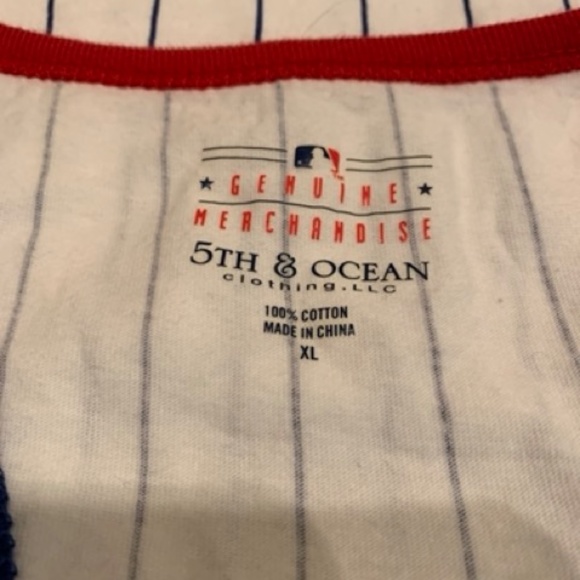 GENUINE
MERCHANDISE
5TH & OCEAN
clothing.LLC
100% COTTON
MADE IN CHINA
XL